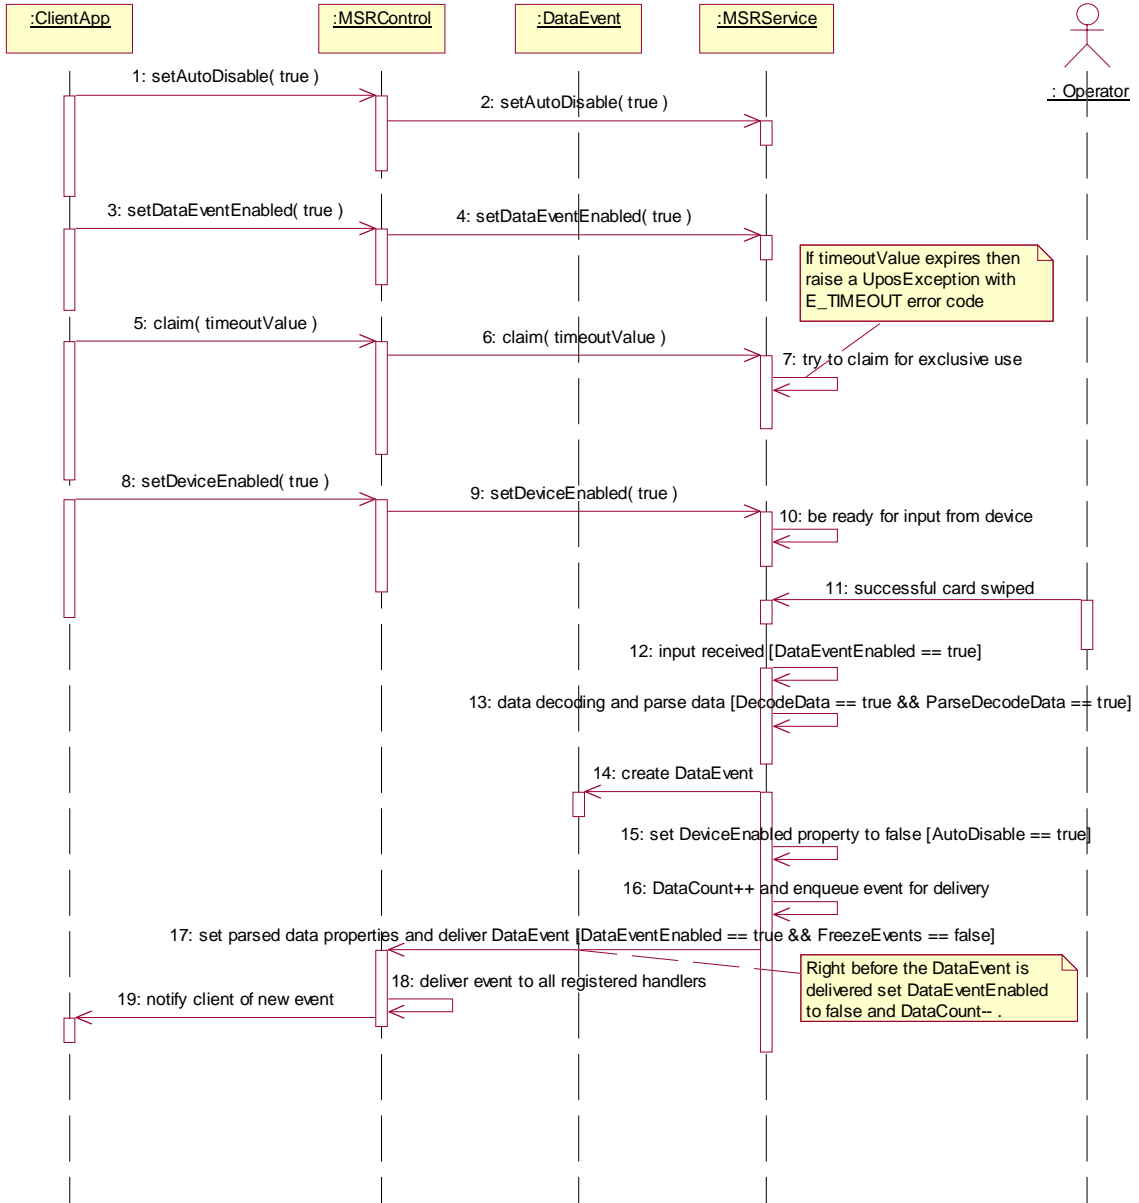 :ClientApp
:MSRControl
:DataEvent
:MSRService
: Operator
1: setAutoDisable( true )
2: setAutoDisable( true )
3: setDataEventEnabled( true )
4: setDataEventEnabled( true )
If timeoutValue expires then
raise a UposException with
E_TIMEOUT error code
5: claim( timeoutValue )
6: claim( timeoutValue )
7: try to claim for exclusive use
8: setDeviceEnabled( true )
9: setDeviceEnabled( true )
10: be ready for input from device
11: successful card swiped
12: input received [DataEventEnabled == true]
13: data decoding and parse data [DecodeData == true && ParseDecodeData == true]
14: create DataEvent
15: set DeviceEnabled property to false [AutoDisable == true]
16: DataCount++ and enqueue event for delivery
17: set parsed data properties and deliver DataEvent [DataEventEnabled == true && FreezeEvents == false]
Right before the DataEvent is
delivered set DataEventEnabled
to false and DataCount-- .
18: deliver event to all registered handlers
19: notify client of new event